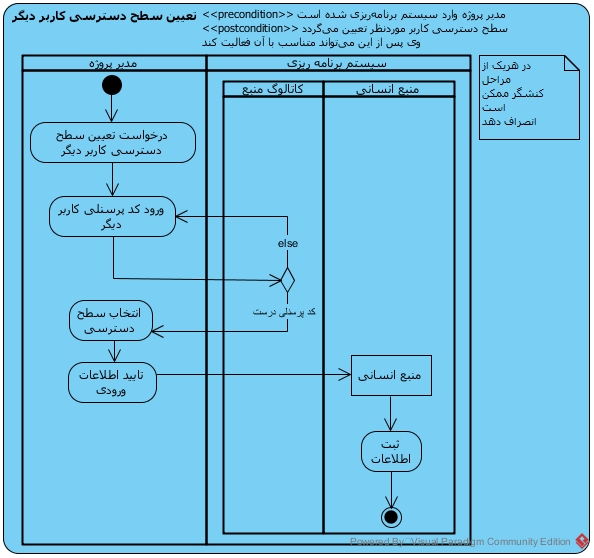 تعیین سطح دسترسی کاربر دیگر
<<precondition>> مدیر پروژه وارد سیستم برنامه‌ریزی شده است
<<postcondition>> سطح دسترسی کاربر موردنظر تعیین می‌گردد
وی پس از این می‌تواند متناسب با آن فعالیت کند
مدیر پروژه
سیستم برنامه ریزی
کاتالوگ منبع
منبع انسانی
در هریک از
مراحل
کنشگر ممکن
است
انصراف دهد
درخواست تعیین سطح
دسترسی کاربر دیگر
ورود کد پرسنلی کاربر
دیگر
else
کد پرسنلی درست
انتخاب سطح
دسترسی
تایید اطلاعات
ورودی
منبع انسانی
ثبت
اطلاعات
Powered By Visual Paradigm Community Edition